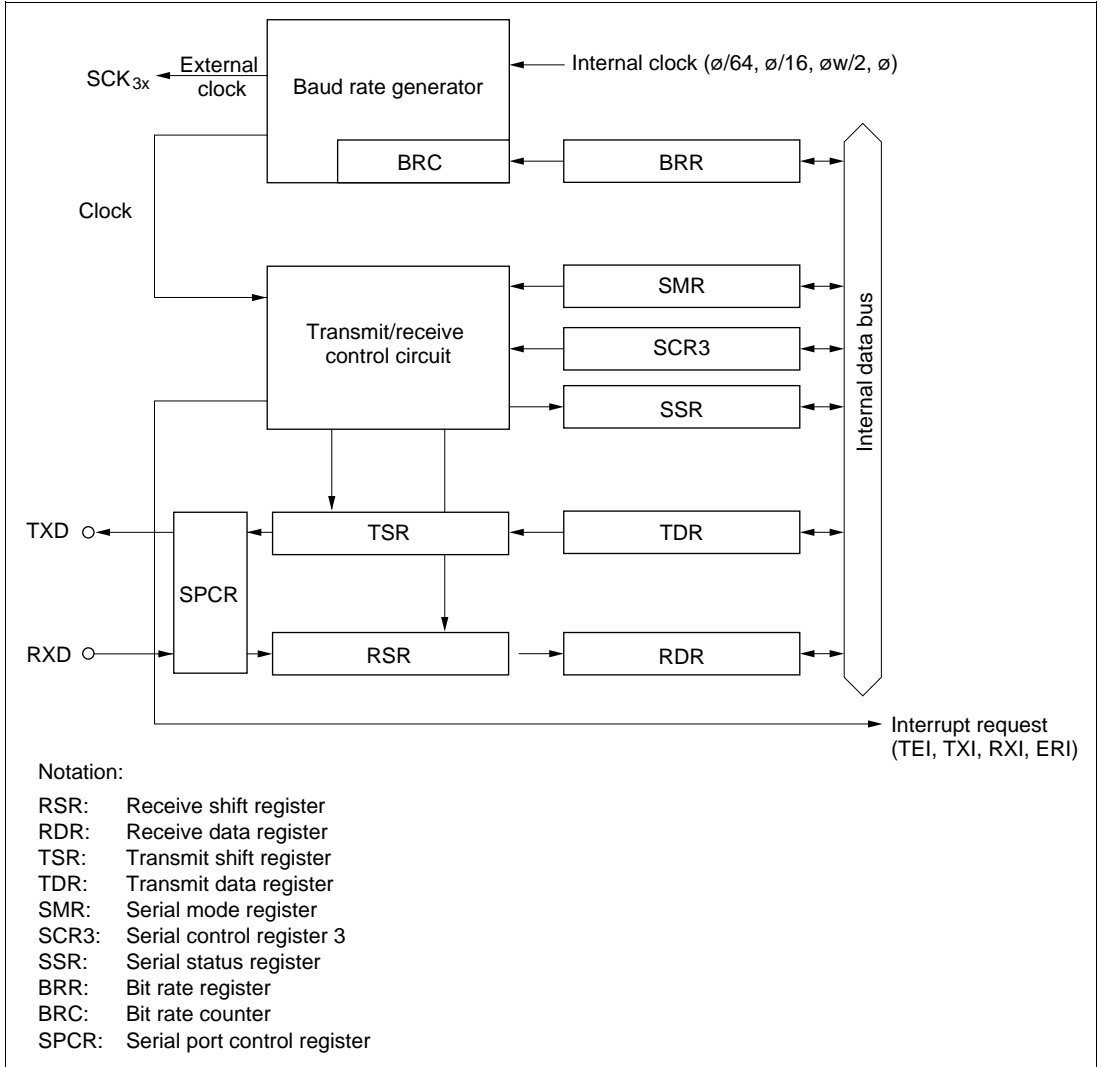 SCK3x
External
clock
Baud rate generator
Internal clock (ø/64, ø/16, øw/2, ø)
BRC
BRR
Clock
Transmit/receive
control circuit
SMR
SCR3
SSR
Internal data bus
TXD
SPCR
TSR
TDR
RXD
RSR
RDR
Interrupt request
(TEI, TXI, RXI, ERI)
Notation:
RSR: Receive shift register
RDR: Receive data register
TSR: Transmit shift register
TDR: Transmit data register
SMR: Serial mode register
SCR3: Serial control register 3
SSR: Serial status register
BRR: Bit rate register
BRC: Bit rate counter
SPCR: Serial port control register